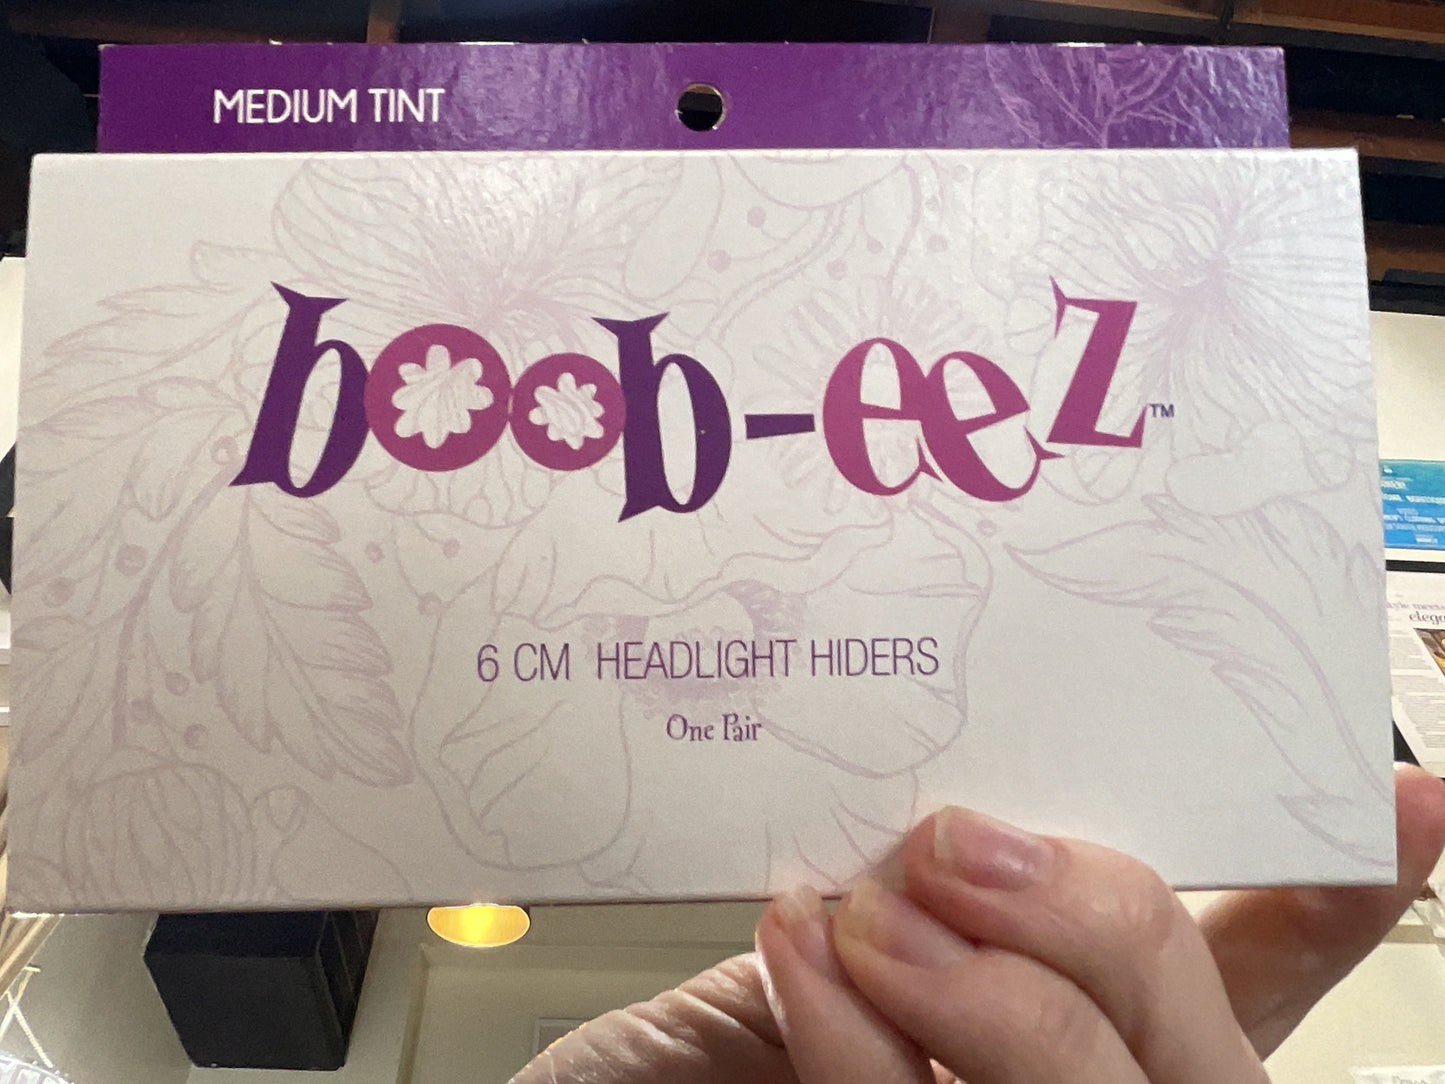 MEDIUM TINT
boob-eez™
6 CM HEADLIGHT HIDERS
One Pair